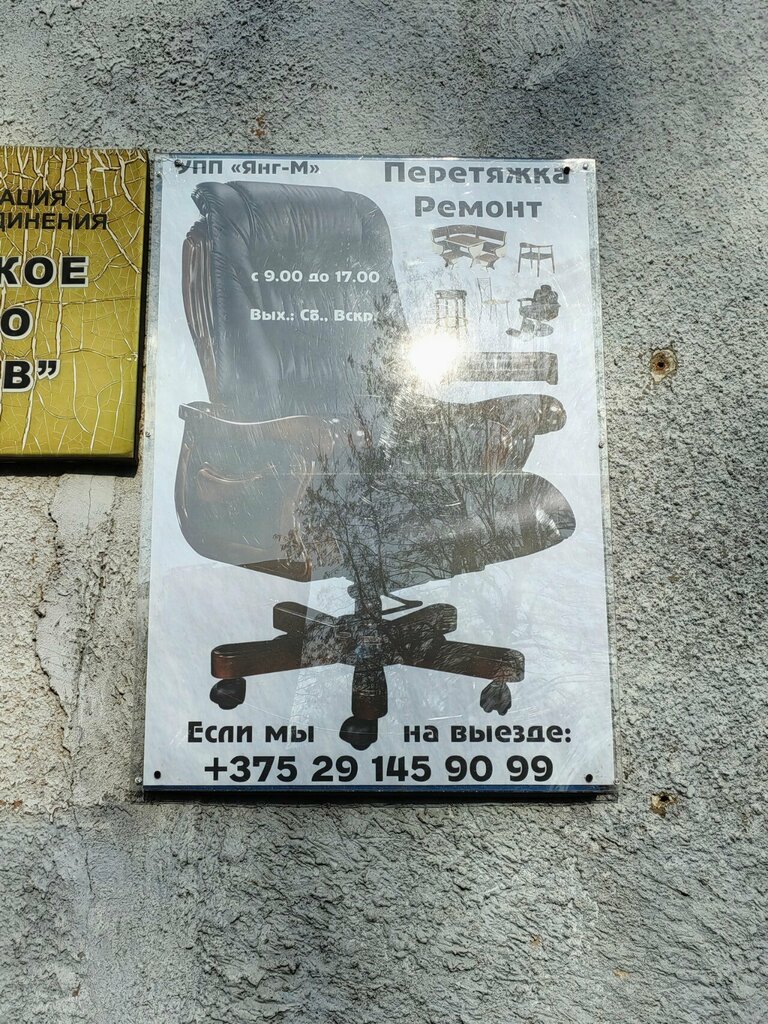 АЦИЯ
ДИНЕНИЯ
КОЕ
О
В”
УПП «Янг-М»
Перетяжка
Ремонт
с 9.00 до 17.00
Вых.: Сб., Вскр.
Если мы на выезде:
+375 29 145 90 99